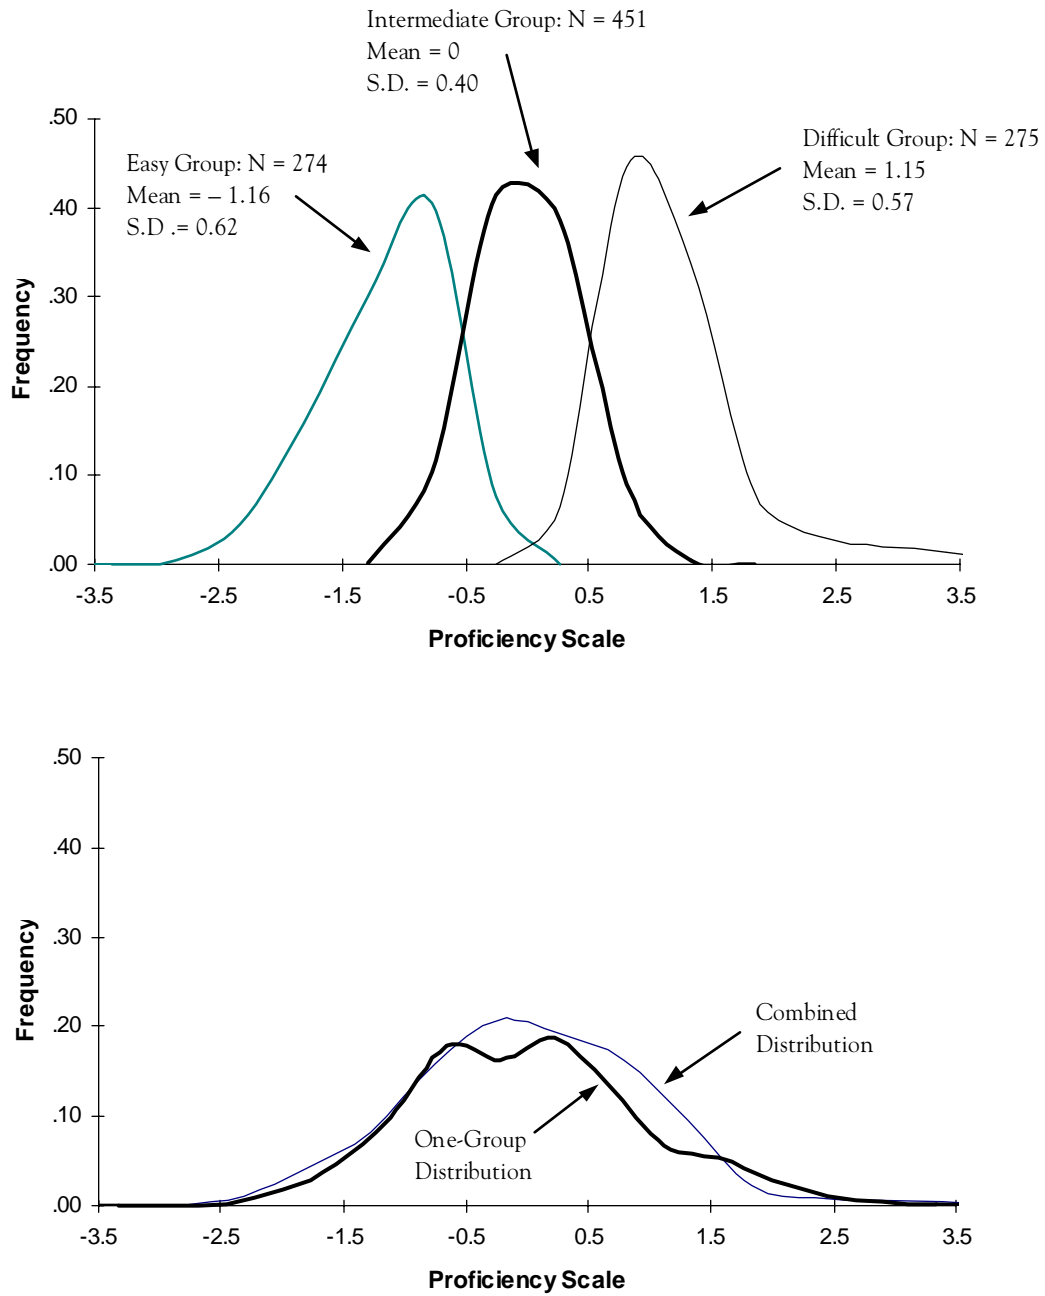 Intermediate Group: N = 451
Mean = 0
S.D. = 0.40
Easy Group: N = 274
Mean = – 1.16
S.D .= 0.62
Difficult Group: N = 275
Mean = 1.15
S.D. = 0.57
Frequency
.50
.40
.30
.20
.10
.00
-3.5 -2.5 -1.5 -0.5 0.5 1.5 2.5 3.5
Proficiency Scale
Frequency
.50
.40
.30
.20
.10
.00
Combined
Distribution
One-Group
Distribution
-3.5 -2.5 -1.5 -0.5 0.5 1.5 2.5 3.5
Proficiency Scale